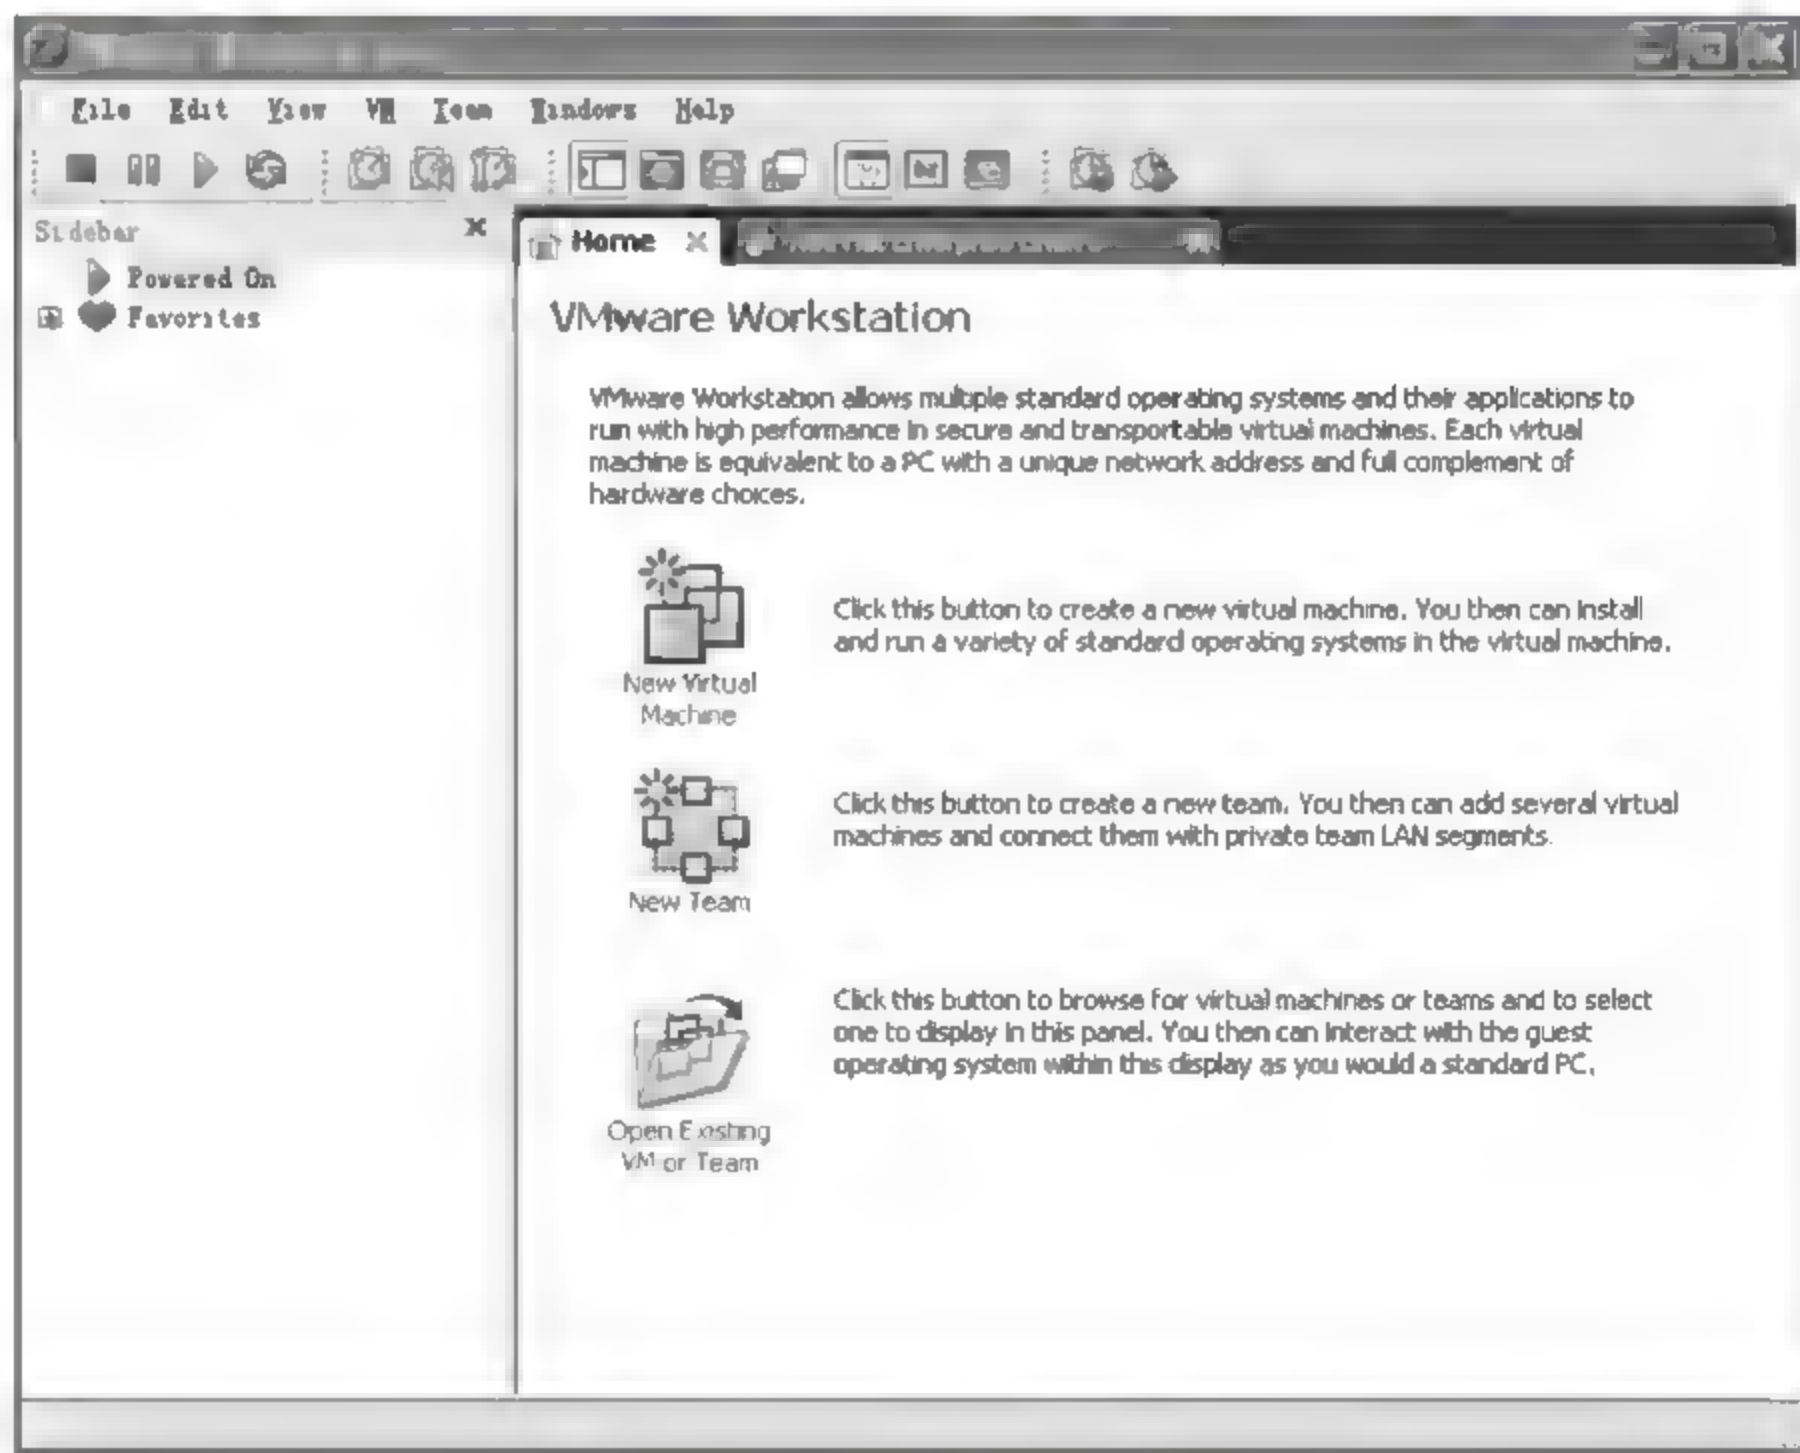 File Edit View VM Team Windows Help
Sidebar
Powered On
Favorites
Home
VMware Workstation
VMware Workstation allows multiple standard operating systems and their applications to
run with high performance in secure and transportable virtual machines. Each virtual
machine is equivalent to a PC with a unique network address and full complement of
hardware choices.
New Virtual
Machine
Click this button to create a new virtual machine. You then can install
and run a variety of standard operating systems in the virtual machine.
New Team
Click this button to create a new team. You then can add several virtual
machines and connect them with private team LAN segments.
Open Existing
VM or Team
Click this button to browse for virtual machines or teams and to select
one to display in this panel. You then can interact with the guest
operating system within this display as you would a standard PC.